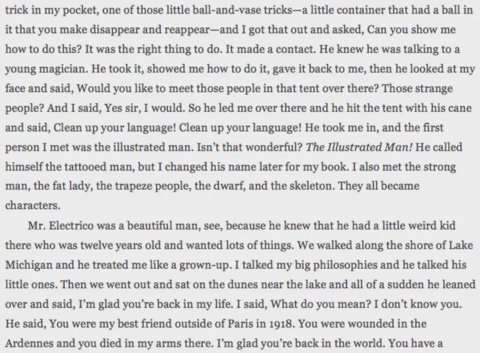 trick in my pocket, one of those little ball-and-vase tricks—a little container that had a ball in
it that you make disappear and reappear—and I got that out and asked, Can you show me
how to do this? It was the right thing to do. It made a contact. He knew he was talking to a
young magician. He took it, showed me how to do it, gave it back to me, then he looked at my
face and said, Would you like to meet those people in that tent over there? Those strange
people? And I said, Yes sir, I would. So he led me over there and he hit the tent with his cane
and said, Clean up your language! Clean up your language! He took me in, and the first
person I met was the illustrated man. Isn’t that wonderful? The Illustrated Man! He called
himself the tattooed man, but I changed his name later for my book. I also met the strong
man, the fat lady, the trapeze people, the dwarf, and the skeleton. They all became
characters.
Mr. Electrico was a beautiful man, see, because he knew that he had a little weird kid
there who was twelve years old and wanted lots of things. We walked along the shore of Lake
Michigan and he treated me like a grown-up. I talked my big philosophies and he talked his
little ones. Then we went out and sat on the dunes near the lake and all of a sudden he leaned
over and said, I’m glad you’re back in my life. I said, What do you mean? I don’t know you.
He said, You were my best friend outside of Paris in 1918. You were wounded in the
Ardennes and you died in my arms there. I’m glad you’re back in the world. You have a